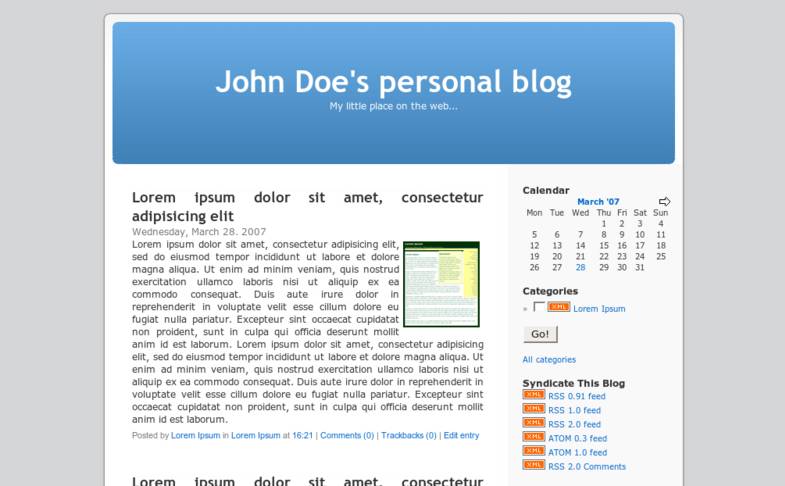 John Doe's personal blog
My little place on the web...
Lorem ipsum dolor sit amet, consectetur
adipisicing elit
Wednesday, March 28. 2007
Lorem ipsum dolor sit amet, consectetur adipisicing elit,
sed do eiusmod tempor incididunt ut labore et dolore
magna aliqua. Ut enim ad minim veniam, quis nostrud
exercitation ullamco laboris nisi ut aliquip ex ea
commodo consequat. Duis aute irure dolor in
reprehenderit in voluptate velit esse cillum dolore eu
fugiat nulla pariatur. Excepteur sint occaecat cupidatat
non proident, sunt in culpa qui officia deserunt mollit
anim id est laborum. Lorem ipsum dolor sit amet, consectetur adipisicing
elit, sed do eiusmod tempor incididunt ut labore et dolore magna aliqua. Ut
enim ad minim veniam, quis nostrud exercitation ullamco laboris nisi ut
aliquip ex ea commodo consequat. Duis aute irure dolor in reprehenderit in
voluptate velit esse cillum dolore eu fugiat nulla pariatur. Excepteur sint
occaecat cupidatat non proident, sunt in culpa qui officia deserunt mollit
anim id est laborum.
Posted by Lorem Ipsum in Lorem Ipsum at 16:21 | Comments (0) | Trackbacks (0) | Edit entry
Lorem ipsum dolor sit amet, consectetur
Calendar
March '07
Mon Tue Wed Thu Fri Sat Sun
1 2 3 4
5 6 7 8 9 10 11
12 13 14 15 16 17 18
19 20 21 22 23 24 25
26 27 28 29 30 31
Categories
» XML Lorem Ipsum
Go!
All categories
Syndicate This Blog
XML RSS 0.91 feed
XML RSS 1.0 feed
XML RSS 2.0 feed
XML ATOM 0.3 feed
XML ATOM 1.0 feed
XML RSS 2.0 Comments